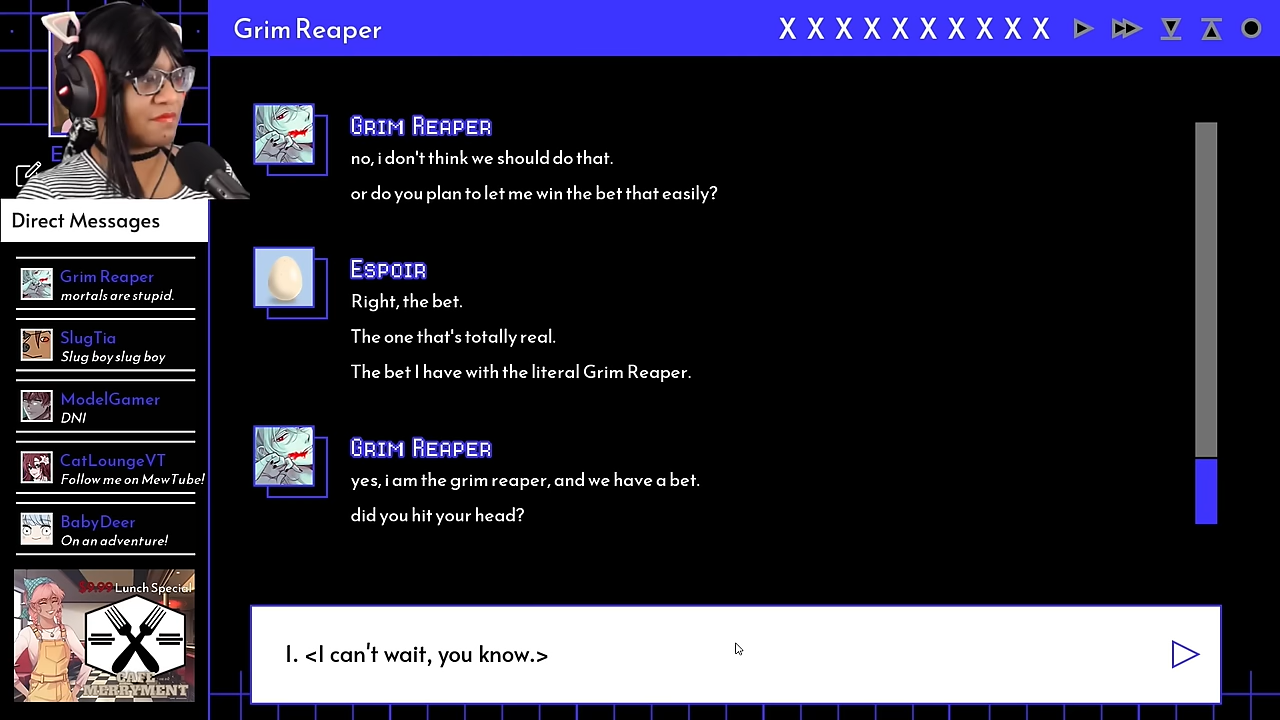 Grim Reaper
X X X X X X X X X X
E
Direct Messages
Grim Reaper
mortals are stupid.
SlugTia
Slug boy slug boy
ModelGamer
DNI
CatLoungeVT
Follow me on MewTube!
BabyDeer
On an adventure!
$9.99 Lunch Special
CAFE
MERRYMENT
Grim Reaper
no, i don't think we should do that.
or do you plan to let me win the bet that easily?
Espoir
Right, the bet.
The one that's totally real.
The bet I have with the literal Grim Reaper.
Grim Reaper
yes, i am the grim reaper, and we have a bet.
did you hit your head?
1. <I can't wait, you know.>